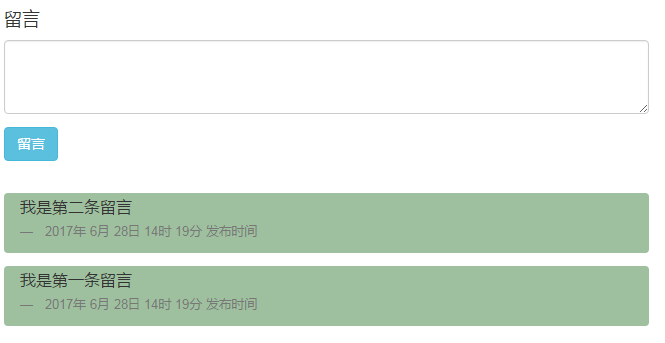 留言
留言
我是第二条留言
— 2017年 6月 28日 14时 19分 发布时间
我是第一条留言
— 2017年 6月 28日 14时 19分 发布时间